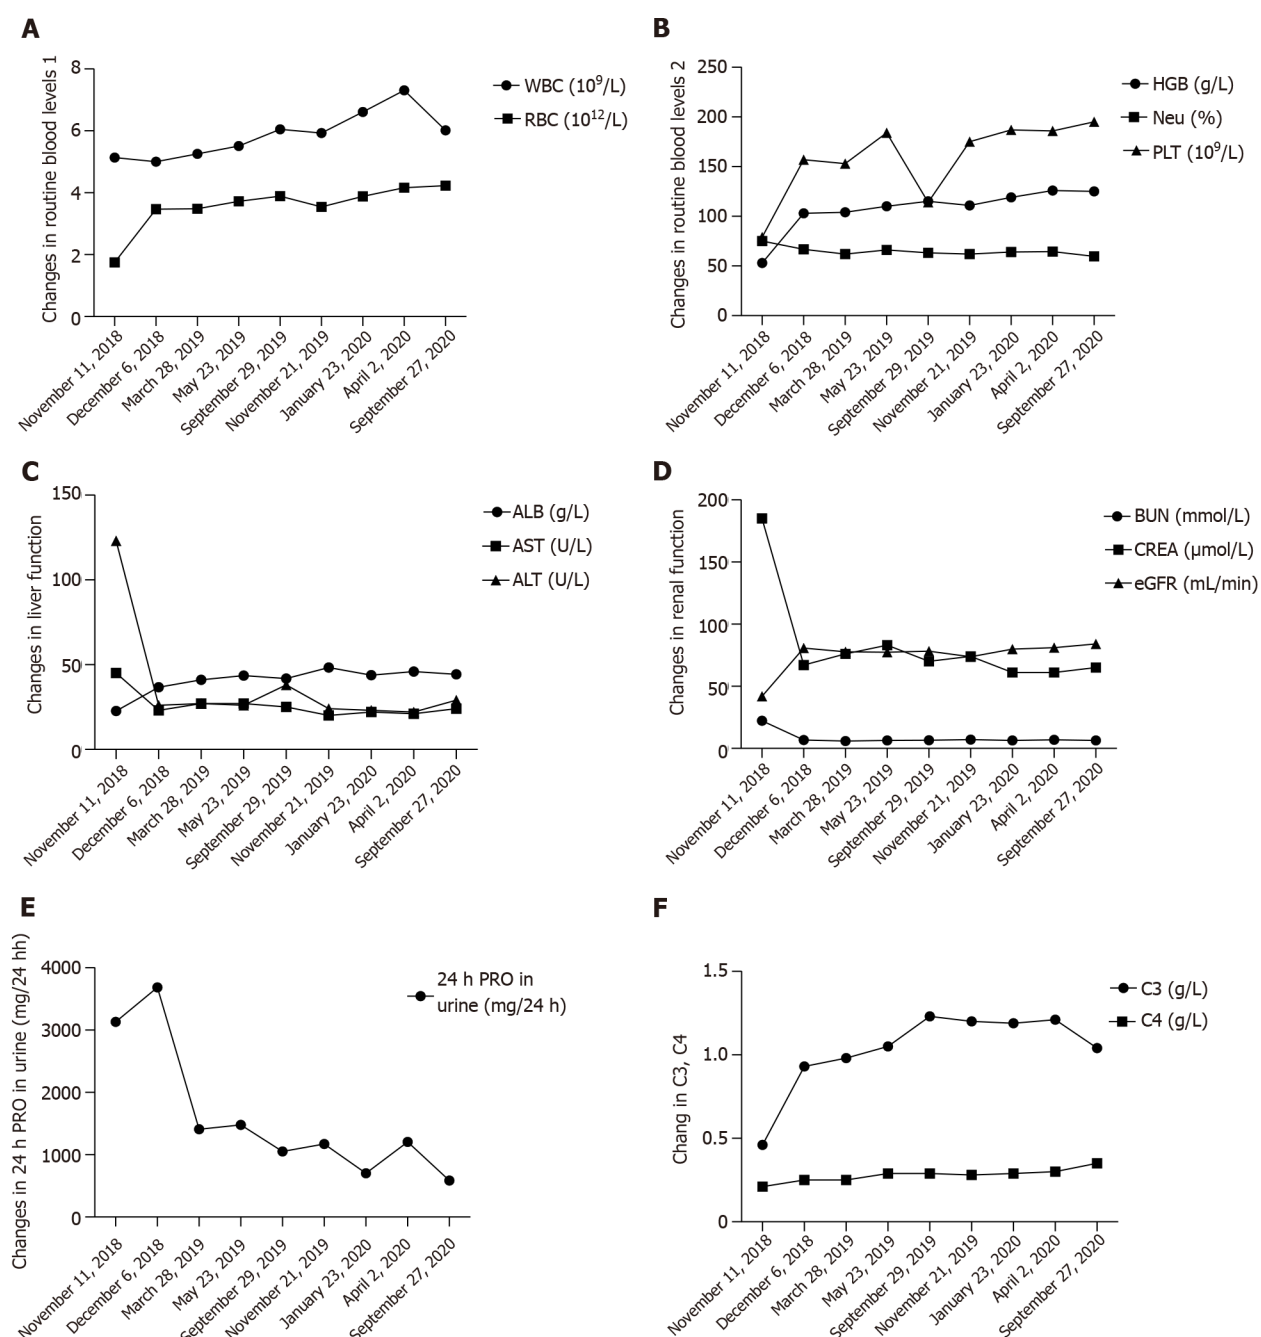 A
Changes in routine blood levels 1
8
6
4
2
0
WBC (10⁹/L)
RBC (10¹²/L)
November 11, 2018
December 6, 2018
March 28, 2019
May 23, 2019
September 29, 2019
November 21, 2019
January 23, 2020
April 2, 2020
September 27, 2020
B
Changes in routine blood levels 2
250
200
150
100
50
0
HGB (g/L)
Neu (%)
PLT (10⁹/L)
November 11, 2018
December 6, 2018
March 28, 2019
May 23, 2019
September 29, 2019
November 21, 2019
January 23, 2020
April 2, 2020
September 27, 2020
C
Changes in liver function
150
100
50
0
ALB (g/L)
AST (U/L)
ALT (U/L)
November 11, 2018
December 6, 2018
March 28, 2019
May 23, 2019
September 29, 2019
November 21, 2019
January 23, 2020
April 2, 2020
September 27, 2020
D
Changes in renal function
200
150
100
50
0
BUN (mmol/L)
CREA (µmol/L)
eGFR (mL/min)
November 11, 2018
December 6, 2018
March 28, 2019
May 23, 2019
September 29, 2019
November 21, 2019
January 23, 2020
April 2, 2020
September 27, 2020
E
Changes in 24 h PRO in urine (mg/24 hh)
4000
3000
2000
1000
0
24 h PRO in
urine (mg/24 h)
November 11, 2018
December 6, 2018
March 28, 2019
May 23, 2019
September 29, 2019
November 21, 2019
January 23, 2020
April 2, 2020
September 27, 2020
F
Chang in C3, C4
1.5
1.0
0.5
0
C3 (g/L)
C4 (g/L)
November 11, 2018
December 6, 2018
March 28, 2019
May 23, 2019
September 29, 2019
November 21, 2019
January 23, 2020
April 2, 2020
September 27, 2020